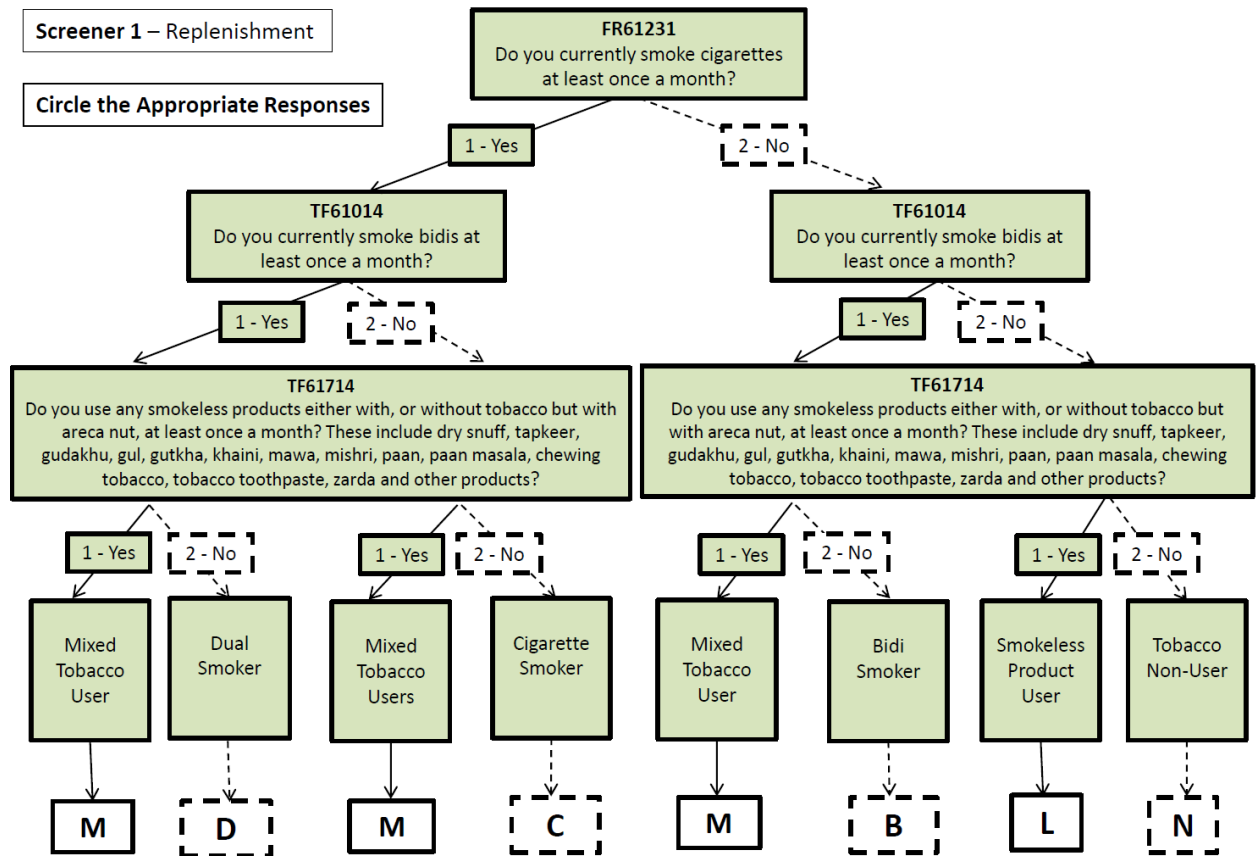 Screener 1 – Replenishment
Circle the Appropriate Responses
FR61231
Do you currently smoke cigarettes
at least once a month?
1 - Yes
2 - No
TF61014
Do you currently smoke bidis at
least once a month?
TF61014
Do you currently smoke bidis at
least once a month?
1 - Yes
2 - No
1 - Yes
2 - No
TF61714
Do you use any smokeless products either with, or without tobacco but with
areca nut, at least once a month? These include dry snuff, tapkeer,
gudakhu, gul, gutkha, khaini, mawa, mishri, paan, paan masala, chewing
tobacco, tobacco toothpaste, zarda and other products?
TF61714
Do you use any smokeless products either with, or without tobacco but
with areca nut, at least once a month? These include dry snuff, tapkeer,
gudakhu, gul, gutkha, khaini, mawa, mishri, paan, paan masala, chewing
tobacco, tobacco toothpaste, zarda and other products?
1 - Yes
2 - No
1 - Yes
2 - No
1 - Yes
2 - No
1 - Yes
2 - No
Mixed
Tobacco
User
Dual
Smoker
Mixed
Tobacco
Users
Cigarette
Smoker
Mixed
Tobacco
User
Bidi
Smoker
Smokeless
Product
User
Tobacco
Non-User
M
D
M
C
M
B
L
N